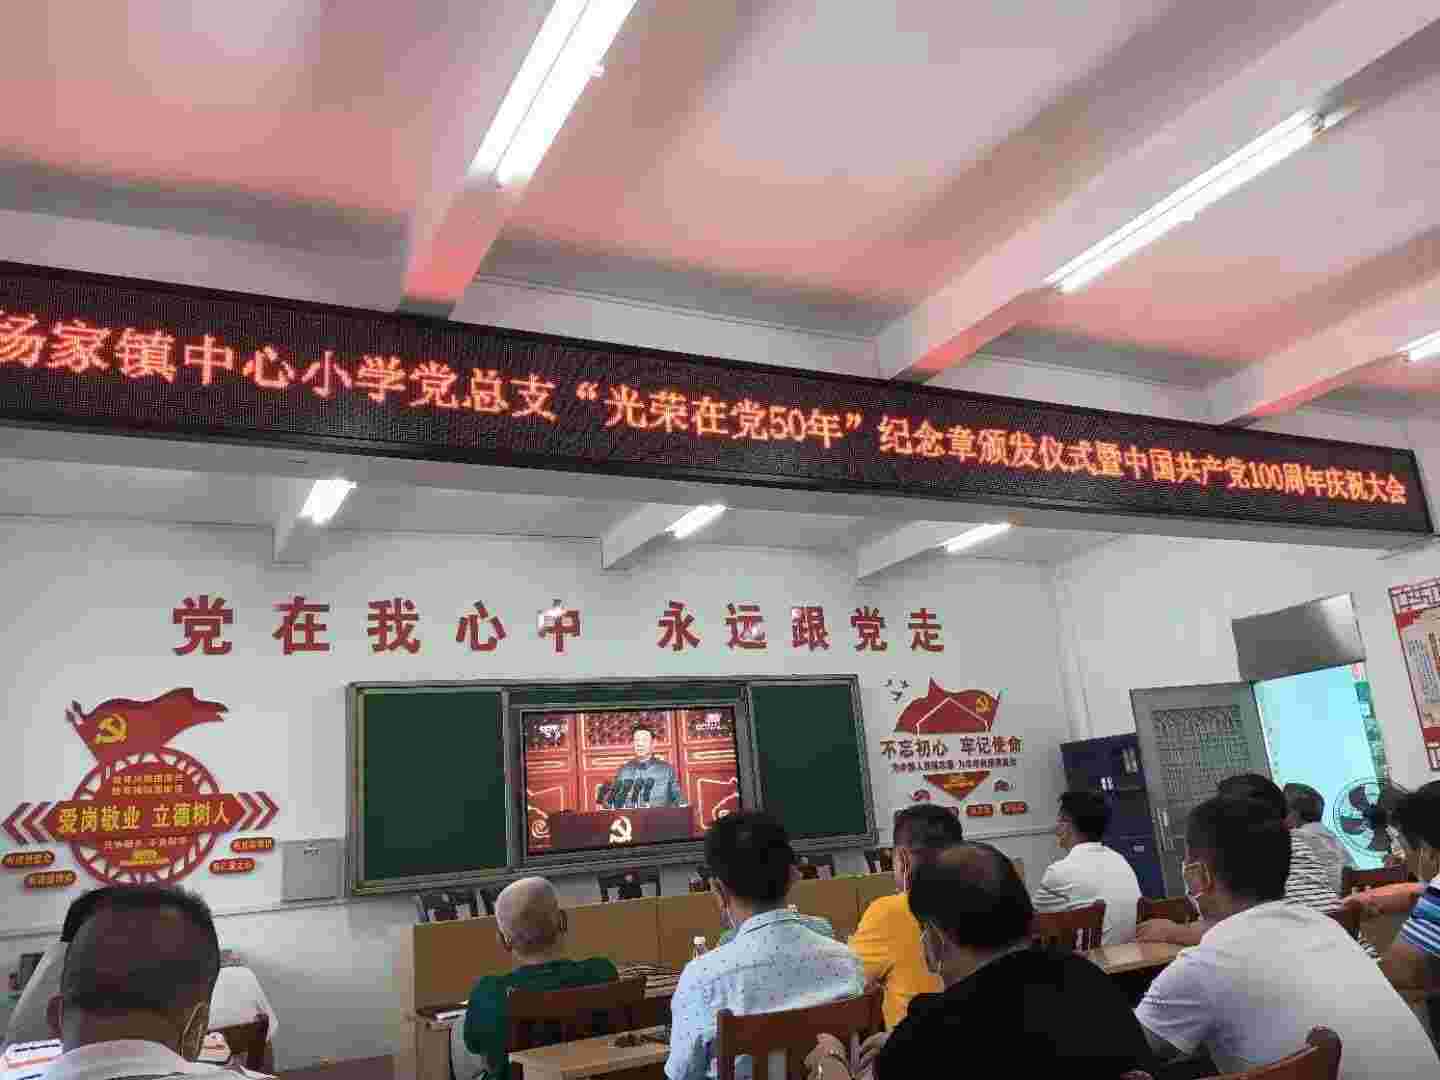 杨家镇中心小学党总支“光荣在党50年”纪念章颁发仪式暨中国共产党100周年庆祝大会
党在我心中 永远跟党走
爱岗敬业 立德树人
不忘初心 牢记使命